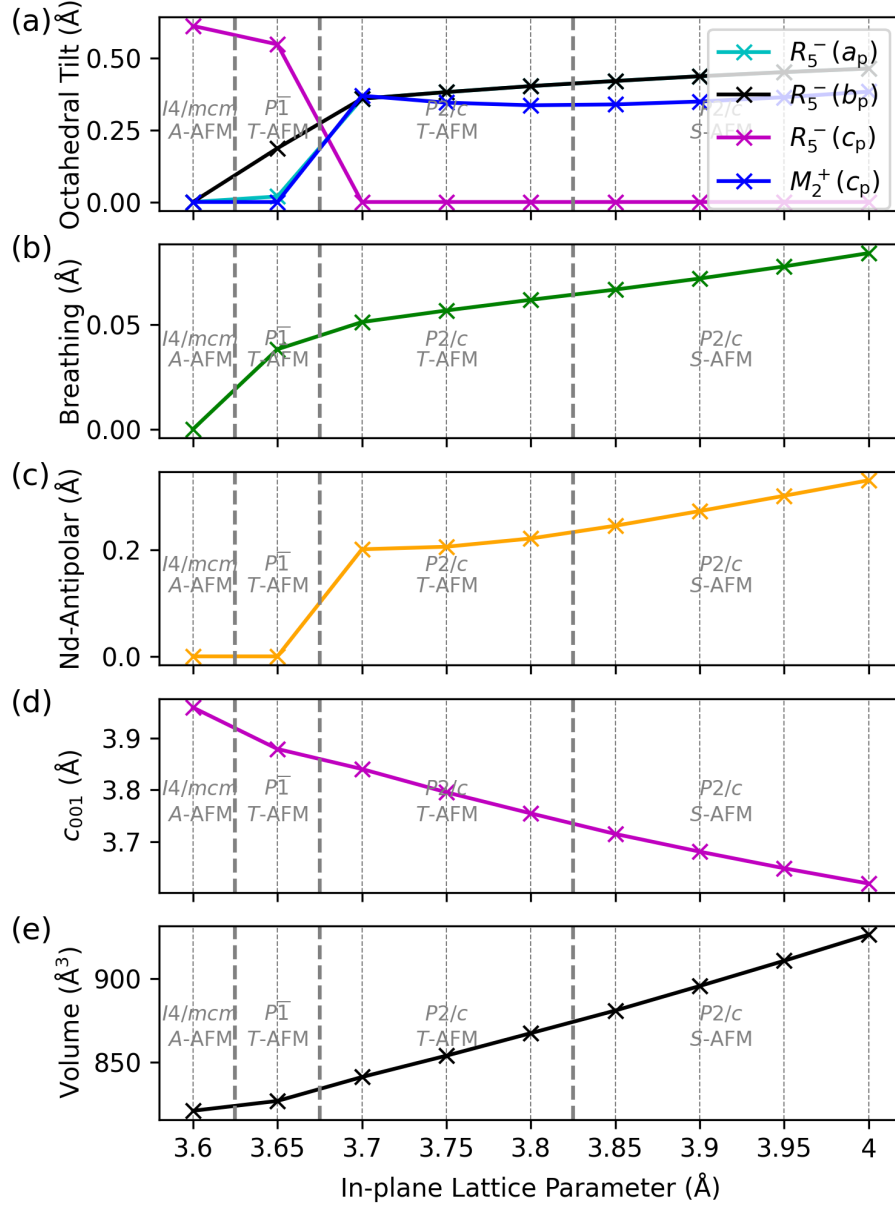 (a)
Octahedral Tilt (Å)
0.50
0.25
0.00
I4/mcm
A-AFM
P1̅
T-AFM
P2/c
T-AFM
P2/c
S-AFM
R₅⁻(aₚ)
R₅⁻(bₚ)
R₅⁻(cₚ)
M₂⁺(cₚ)
(b)
Breathing (Å)
0.05
0.00
I4/mcm
A-AFM
P1̅
T-AFM
P2/c
T-AFM
P2/c
S-AFM
(c)
Nd-Antipolar (Å)
0.2
0.0
I4/mcm
A-AFM
P1̅
T-AFM
P2/c
T-AFM
P2/c
S-AFM
(d)
c₀₀₁ (Å)
3.9
3.8
3.7
I4/mcm
A-AFM
P1̅
T-AFM
P2/c
T-AFM
P2/c
S-AFM
(e)
Volume (Å³)
900
850
I4/mcm
A-AFM
P1̅
T-AFM
P2/c
T-AFM
P2/c
S-AFM
3.6 3.65 3.7 3.75 3.8 3.85 3.9 3.95 4
In-plane Lattice Parameter (Å)